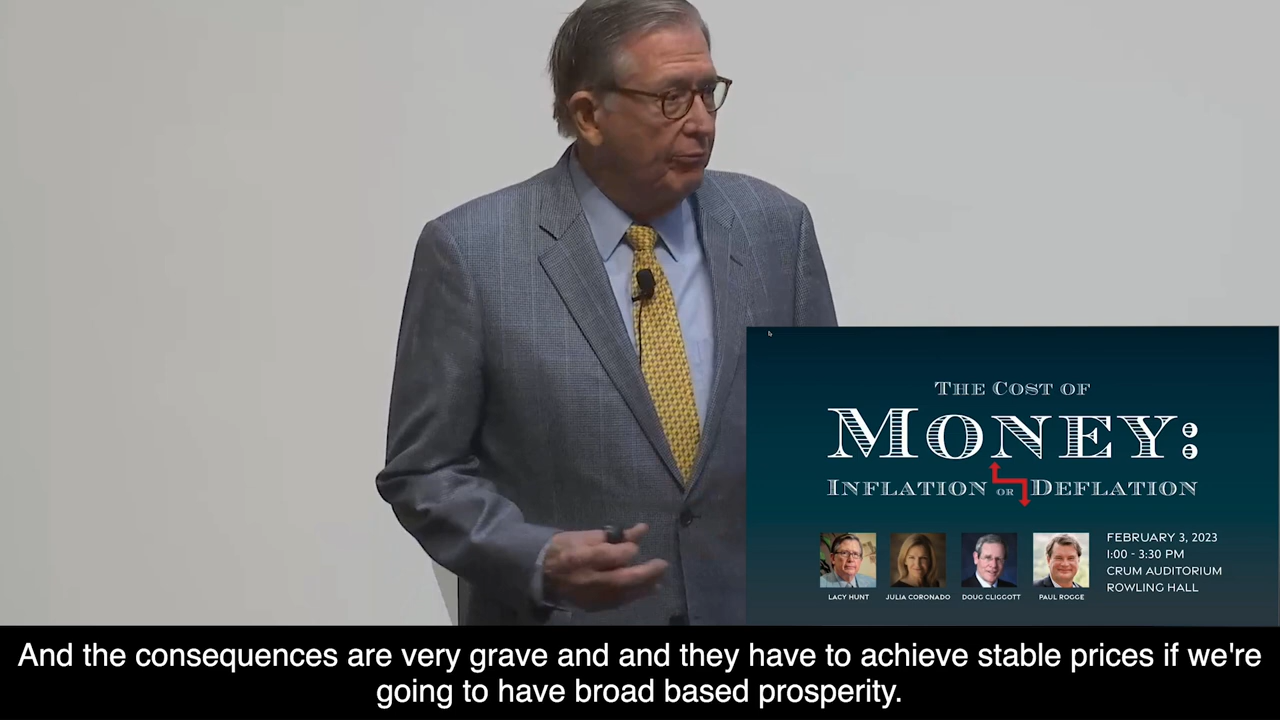 THE COST OF
MONEY:
INFLATION OR DEFLATION
LACY HUNT
JULIA CORONADO
DOUG CLIGGOTT
PAUL ROGGE
FEBRUARY 3, 2023
1:00 - 3:30 PM
CRUM AUDITORIUM
ROWLING HALL
And the consequences are very grave and and they have to achieve stable prices if we're
going to have broad based prosperity.